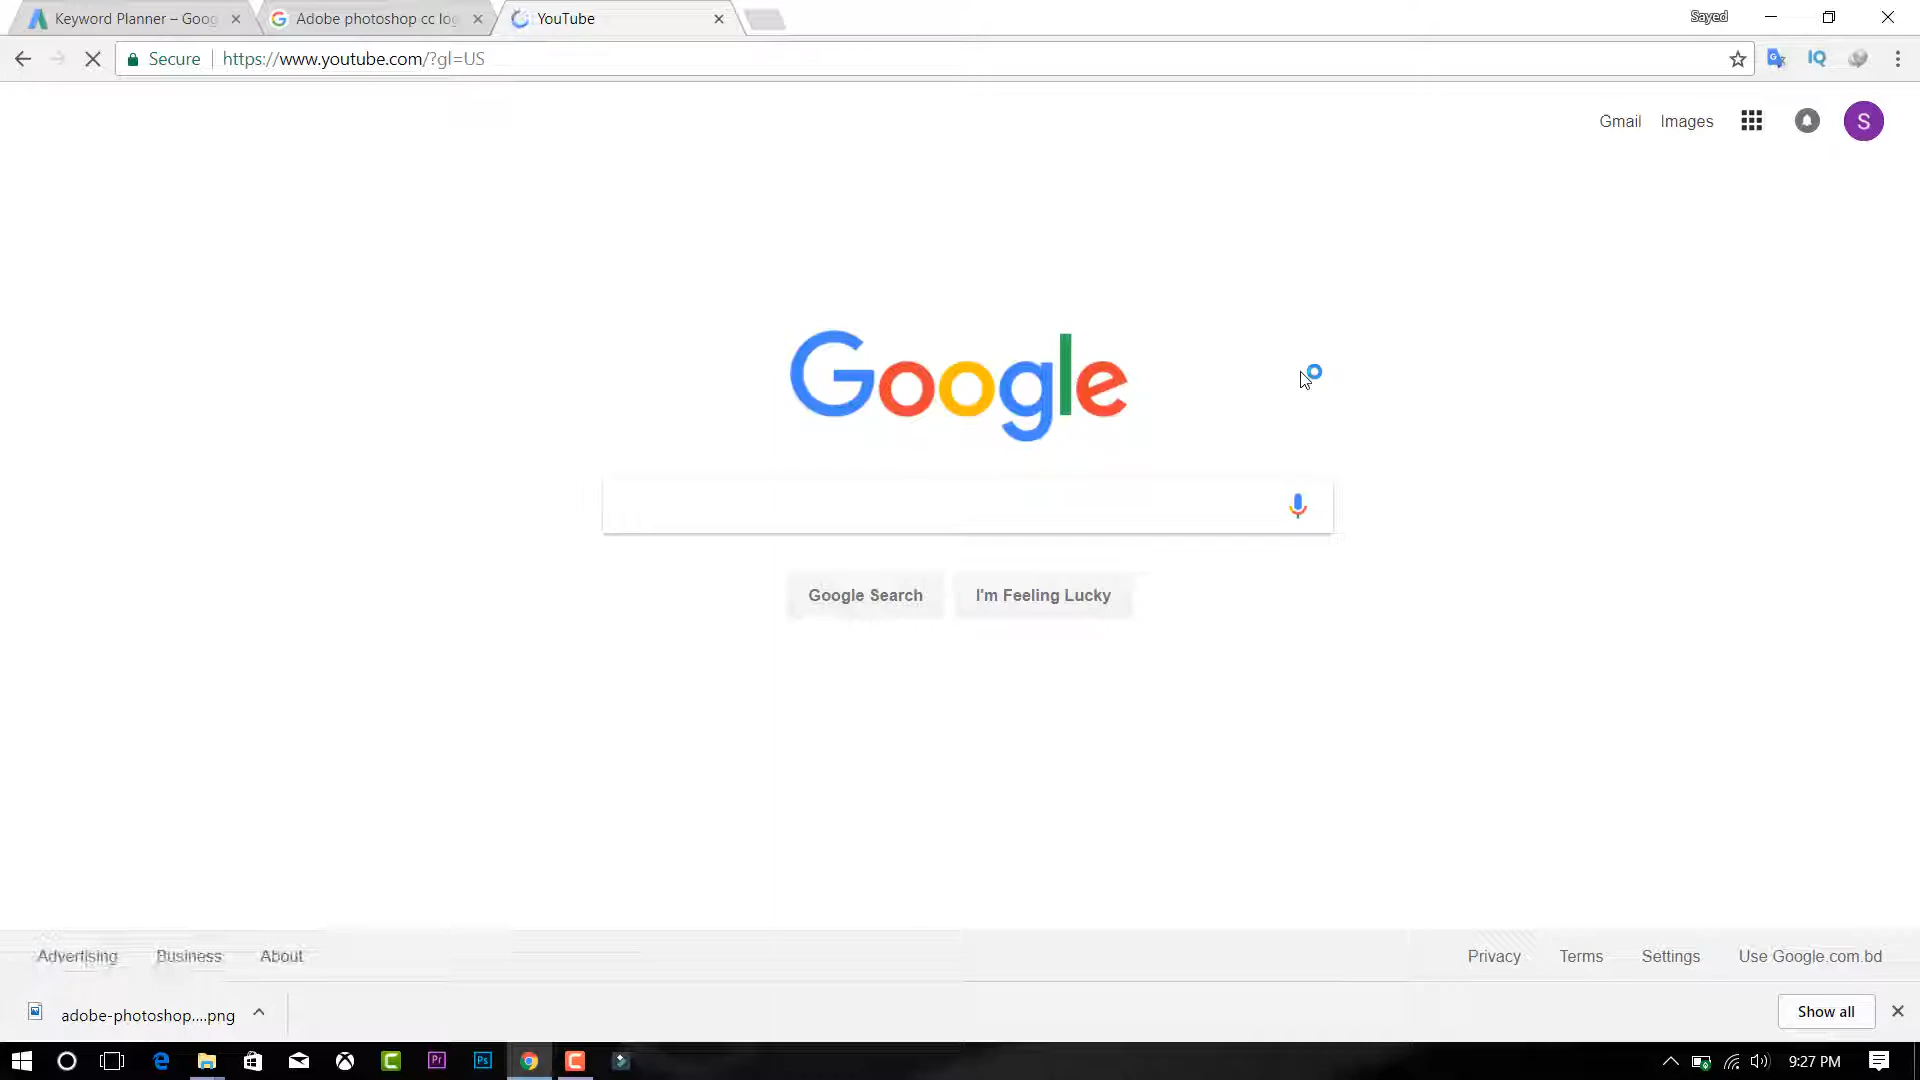 Keyword Planner – Goog
Adobe photoshop cc log
YouTube
Sayed
Secure
https://www.youtube.com/?gl=US
IQ
Gmail
Images
S
Google
Google Search
I'm Feeling Lucky
Advertising
Business
About
Privacy
Terms
Settings
Use Google.com.bd
adobe-photoshop....png
Show all
Pr
Ps
9:27 PM